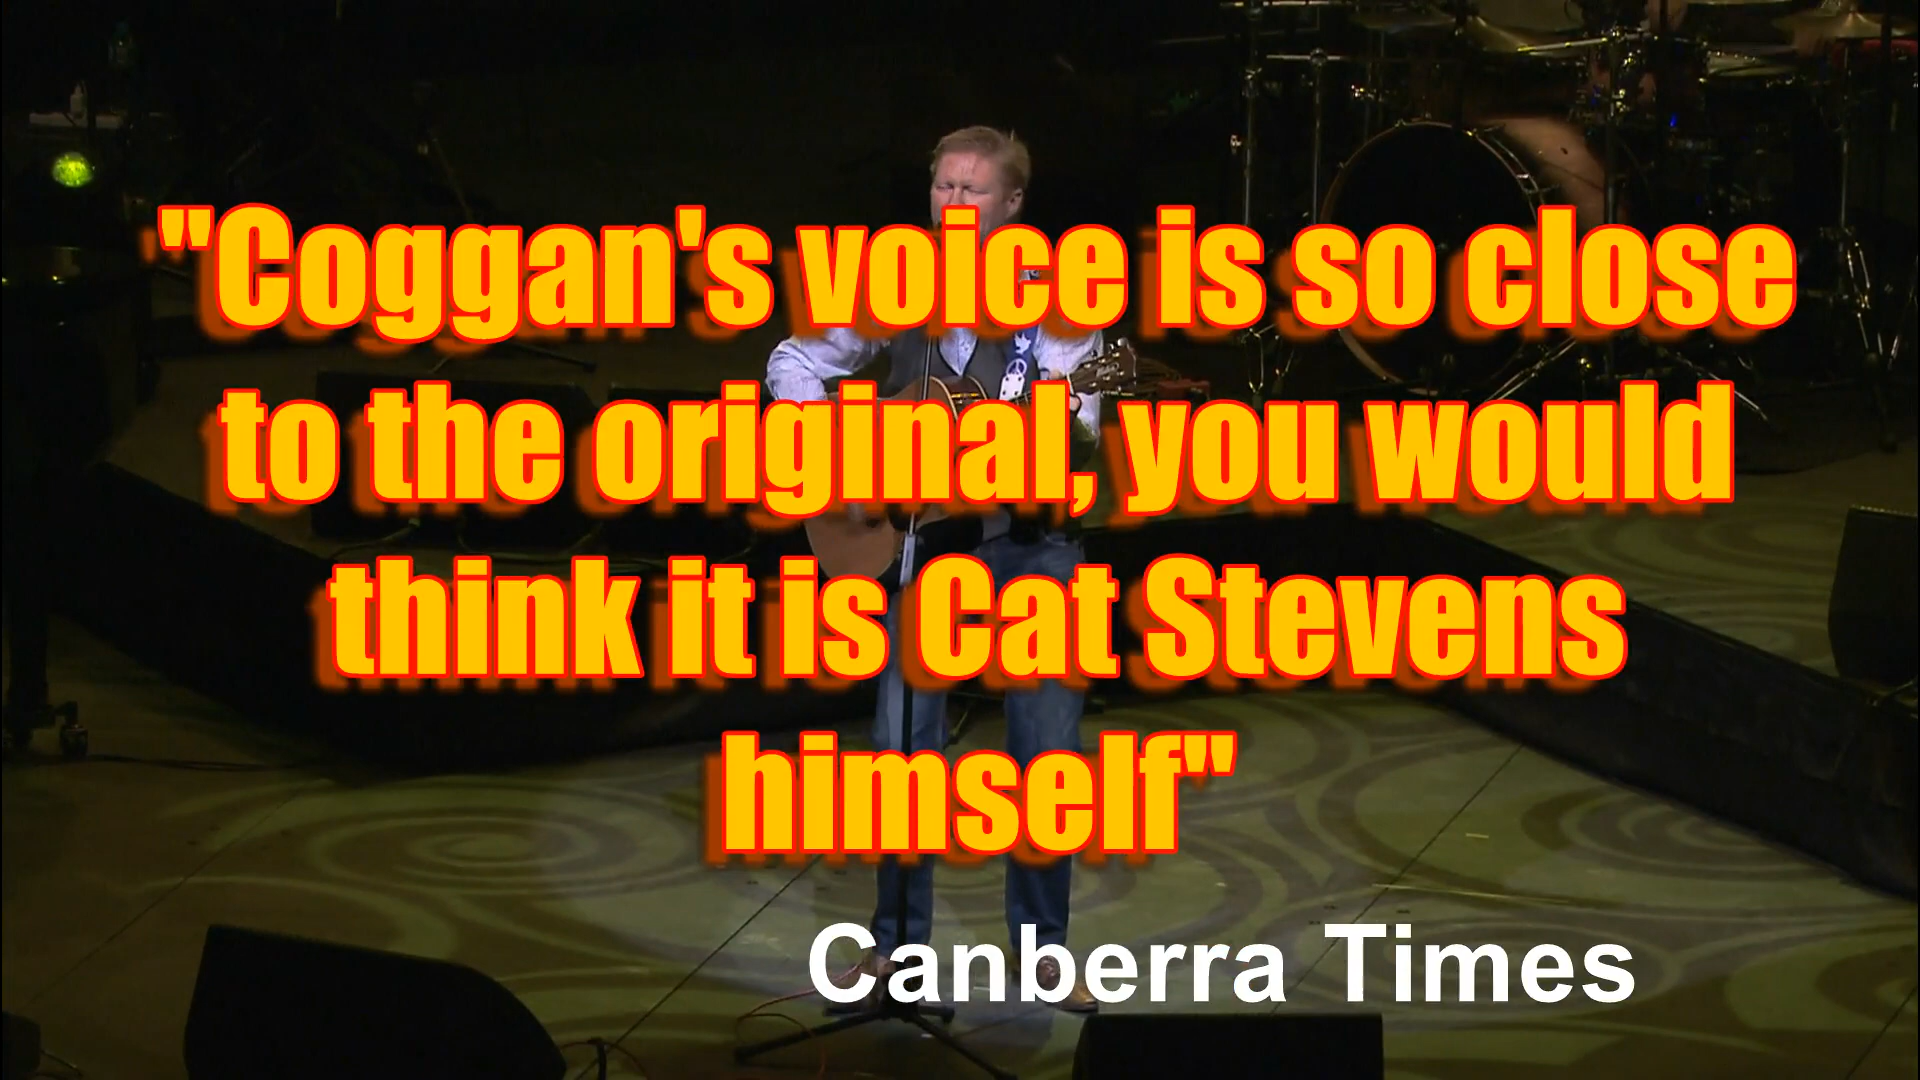 "Coggan's voice is so close
to the original, you would
think it is Cat Stevens
himself"
Canberra Times